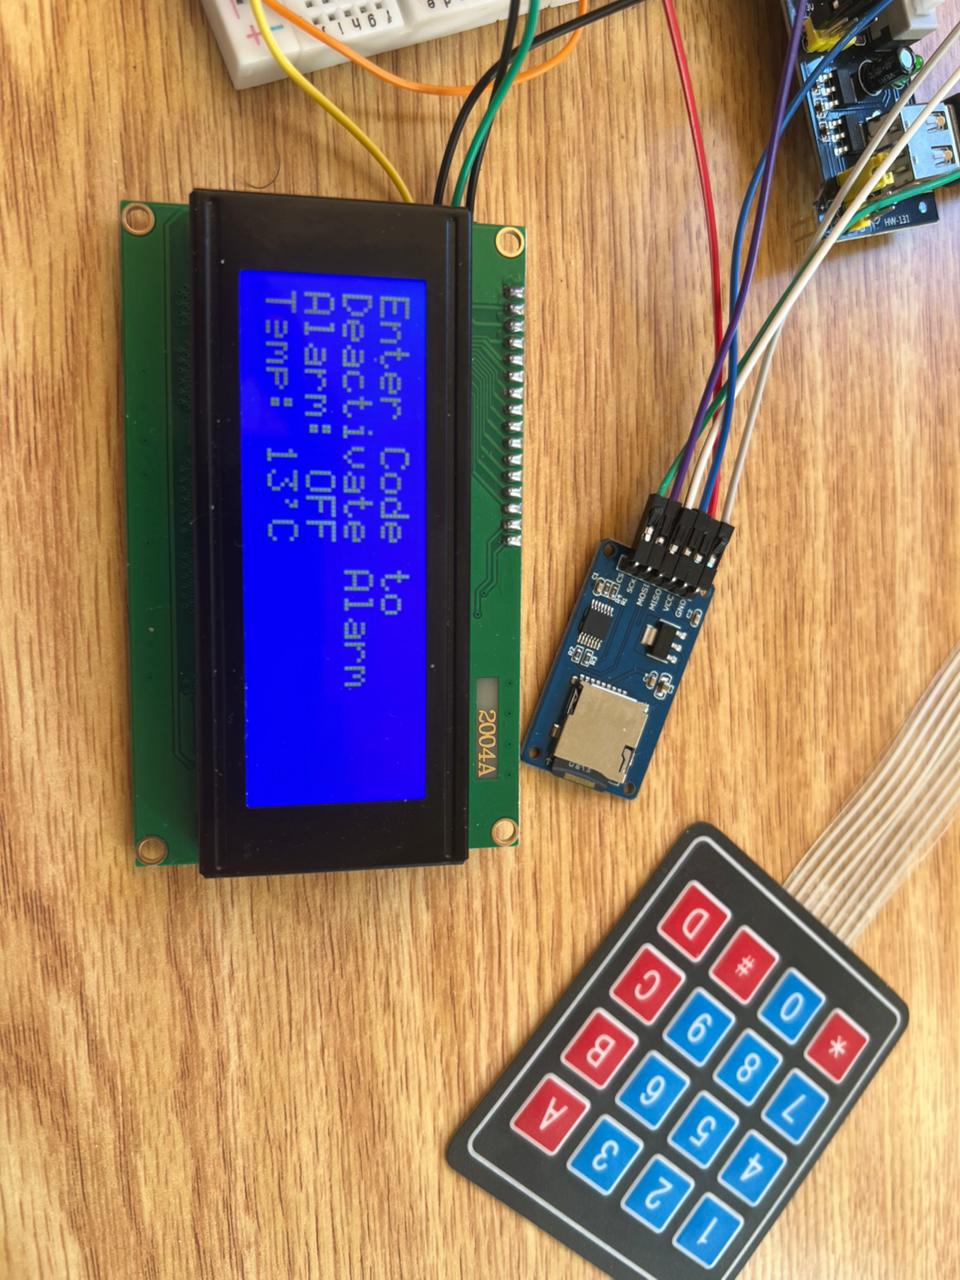 Enter Code to
Deactivate Alarm
Alarm: OFF
Temp: 13°C
2004A
HW-131
CS
SCK
MOSI
MISO
VCC
GND
1 2 3 A
4 5 6 B
7 8 9 C
* 0 # D